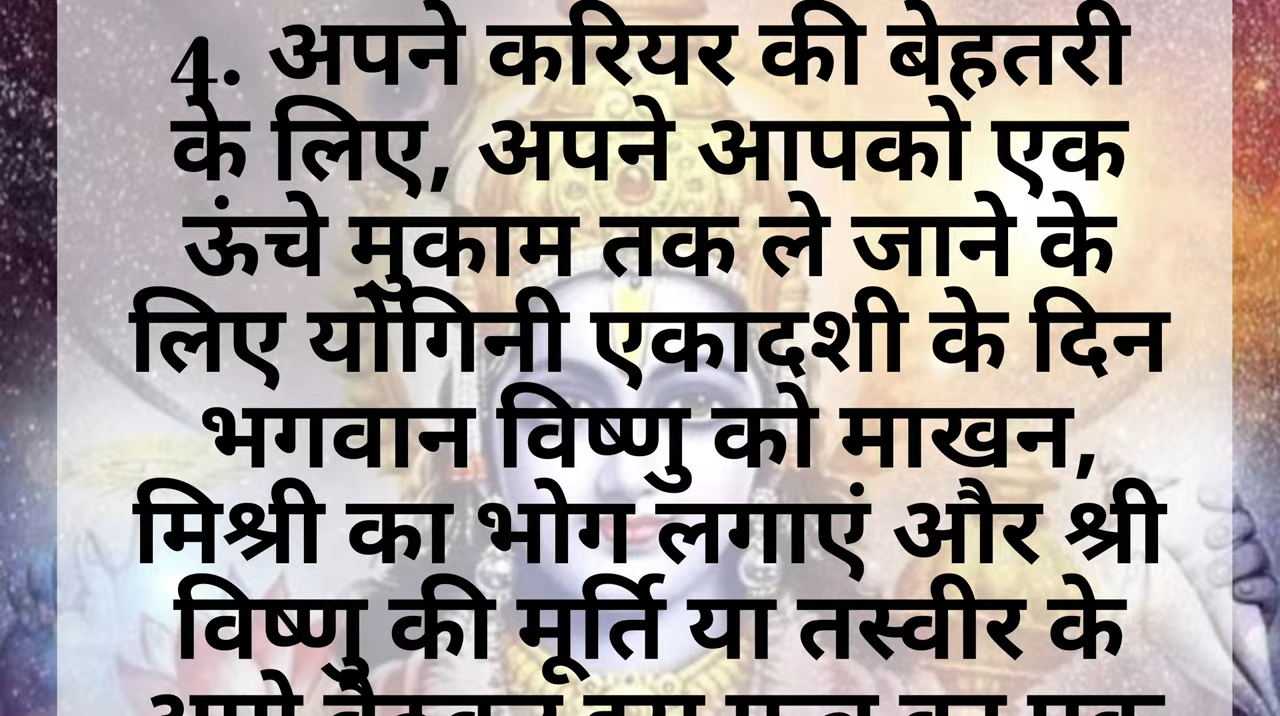 4. अपने करियर की बेहतरी
के लिए, अपने आपको एक
ऊंचे मुकाम तक ले जाने के
लिए योगिनी एकादशी के दिन
भगवान विष्णु को माखन,
मिश्री का भोग लगाएं और श्री
विष्णु की मूर्ति या तस्वीर के